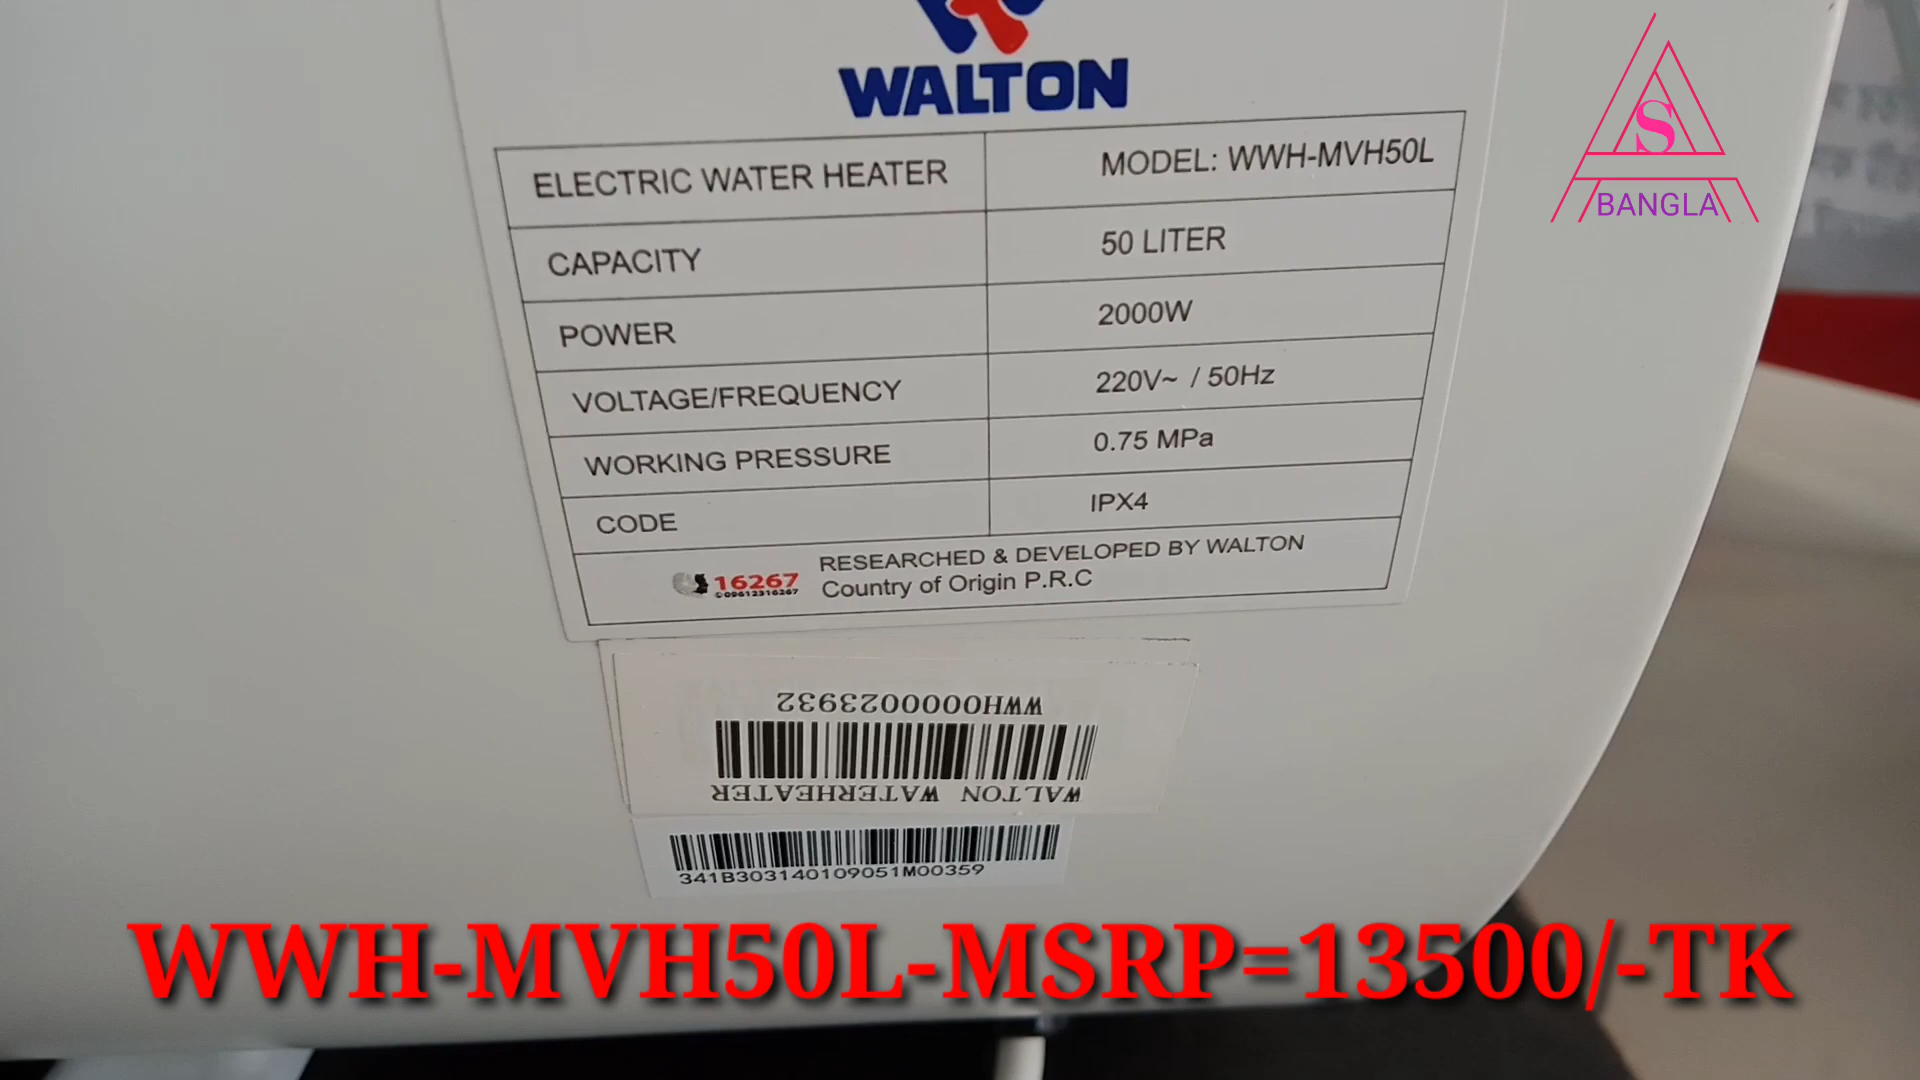 WALTON
ELECTRIC WATER HEATER MODEL: WWH-MVH50L
CAPACITY 50 LITER
POWER 2000W
VOLTAGE/FREQUENCY 220V~ / 50Hz
WORKING PRESSURE 0.75 MPa
CODE IPX4
RESEARCHED & DEVELOPED BY WALTON
16267
09612316267
Country of Origin P.R.C
WWH0000023932
WALTON WATERHEATER
341B303140109051M00359
WWH-MVH50L-MSRP=13500/-TK
S
BANGLA